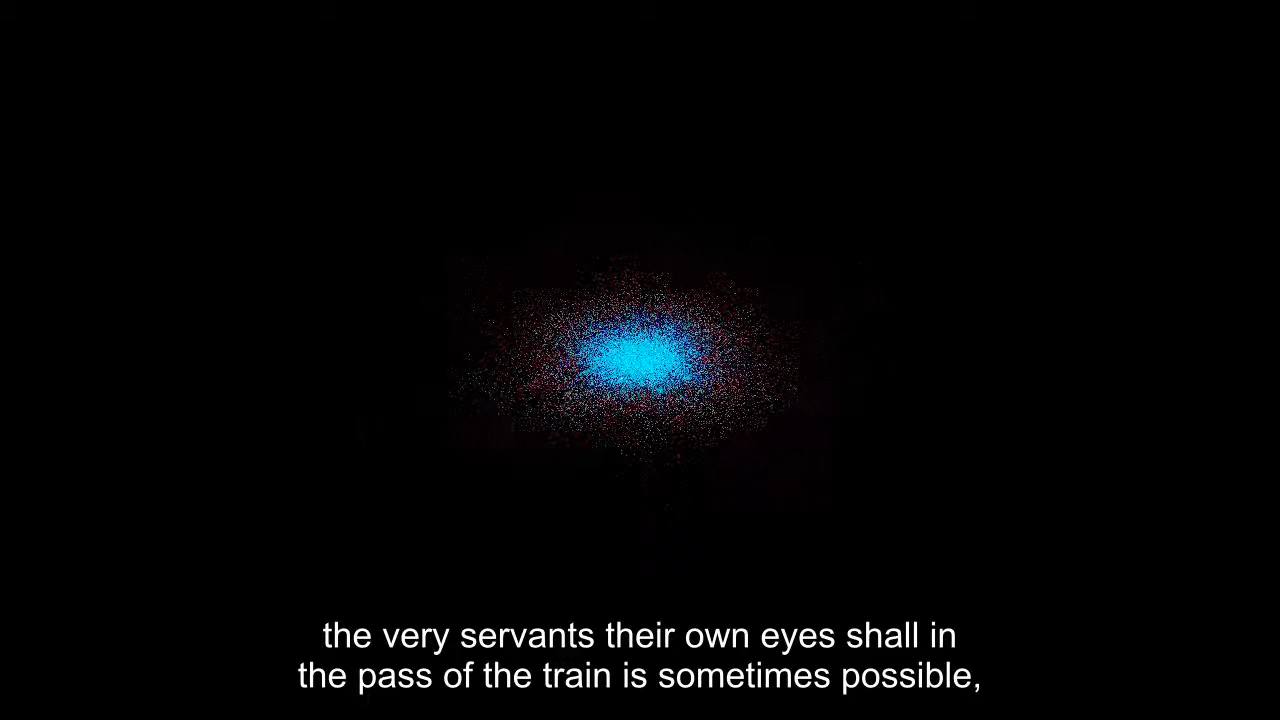 the very servants their own eyes shall in
the pass of the train is sometimes possible,